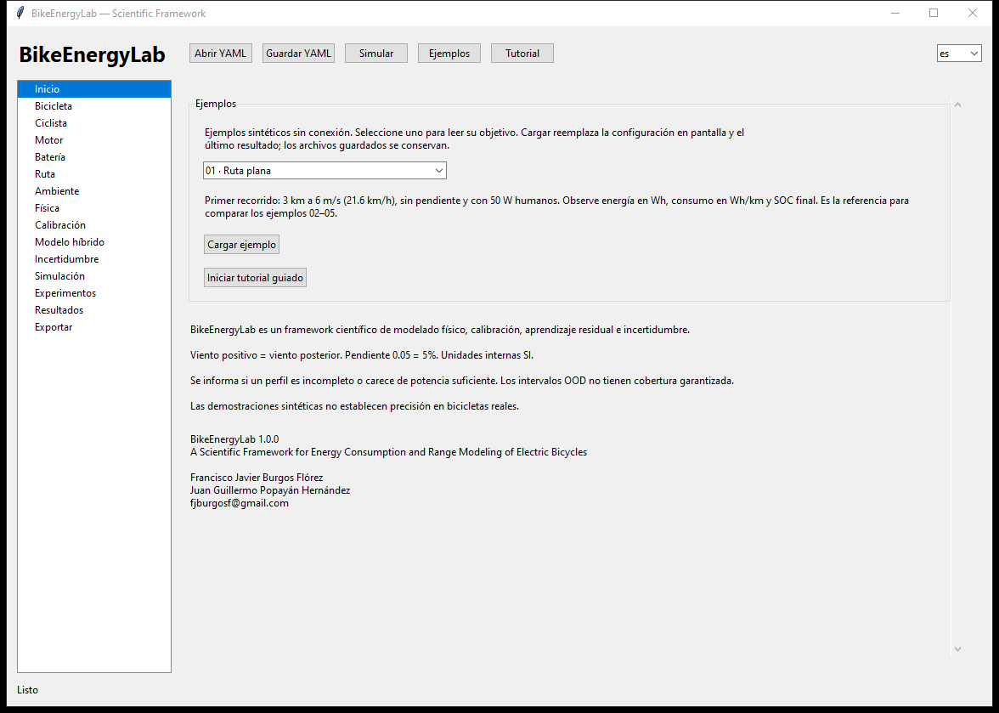 BikeEnergyLab — Scientific Framework
BikeEnergyLab
Abrir YAML
Guardar YAML
Simular
Ejemplos
Tutorial
es
Inicio
Bicicleta
Ciclista
Motor
Batería
Ruta
Ambiente
Física
Calibración
Modelo híbrido
Incertidumbre
Simulación
Experimentos
Resultados
Exportar
Ejemplos
Ejemplos sintéticos sin conexión. Seleccione uno para leer su objetivo. Cargar reemplaza la configuración en pantalla y el
último resultado; los archivos guardados se conservan.
01 · Ruta plana
Primer recorrido: 3 km a 6 m/s (21.6 km/h), sin pendiente y con 50 W humanos. Observe energía en Wh, consumo en Wh/km y SOC final. Es la referencia para
comparar los ejemplos 02–05.
Cargar ejemplo
Iniciar tutorial guiado
BikeEnergyLab es un framework científico de modelado físico, calibración, aprendizaje residual e incertidumbre.
Viento positivo = viento posterior. Pendiente 0.05 = 5%. Unidades internas SI.
Se informa si un perfil es incompleto o carece de potencia suficiente. Los intervalos OOD no tienen cobertura garantizada.
Las demostraciones sintéticas no establecen precisión en bicicletas reales.
BikeEnergyLab 1.0.0
A Scientific Framework for Energy Consumption and Range Modeling of Electric Bicycles
Francisco Javier Burgos Flórez
Juan Guillermo Popayán Hernández
fjburgosf@gmail.com
Listo